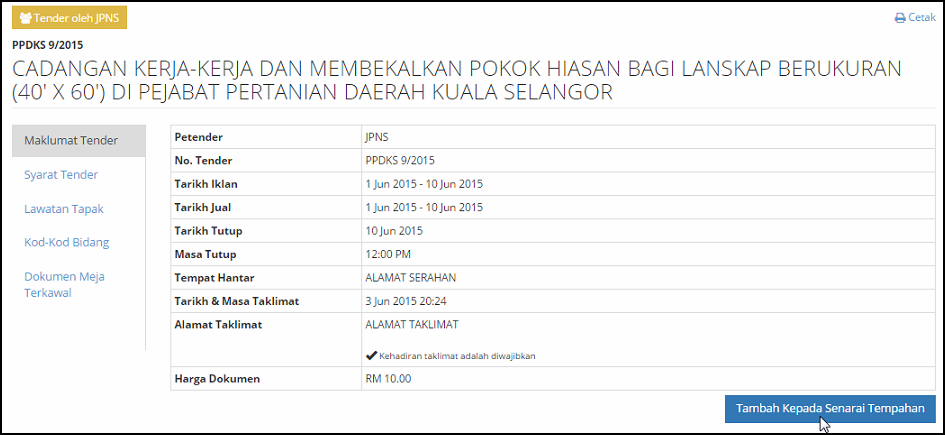 Tender oleh JPNS
Cetak
PPDKS 9/2015
CADANGAN KERJA-KERJA DAN MEMBEKALKAN POKOK HIASAN BAGI LANSKAP BERUKURAN
(40' X 60') DI PEJABAT PERTANIAN DAERAH KUALA SELANGOR
Maklumat Tender
Syarat Tender
Lawatan Tapak
Kod-Kod Bidang
Dokumen Meja
Terkawal
Petender JPNS
No. Tender PPDKS 9/2015
Tarikh Iklan 1 Jun 2015 - 10 Jun 2015
Tarikh Jual 1 Jun 2015 - 10 Jun 2015
Tarikh Tutup 10 Jun 2015
Masa Tutup 12:00 PM
Tempat Hantar ALAMAT SERAHAN
Tarikh & Masa Taklimat 3 Jun 2015 20:24
Alamat Taklimat ALAMAT TAKLIMAT
Kehadiran taklimat adalah diwajibkan
Harga Dokumen RM 10.00
Tambah Kepada Senarai Tempahan